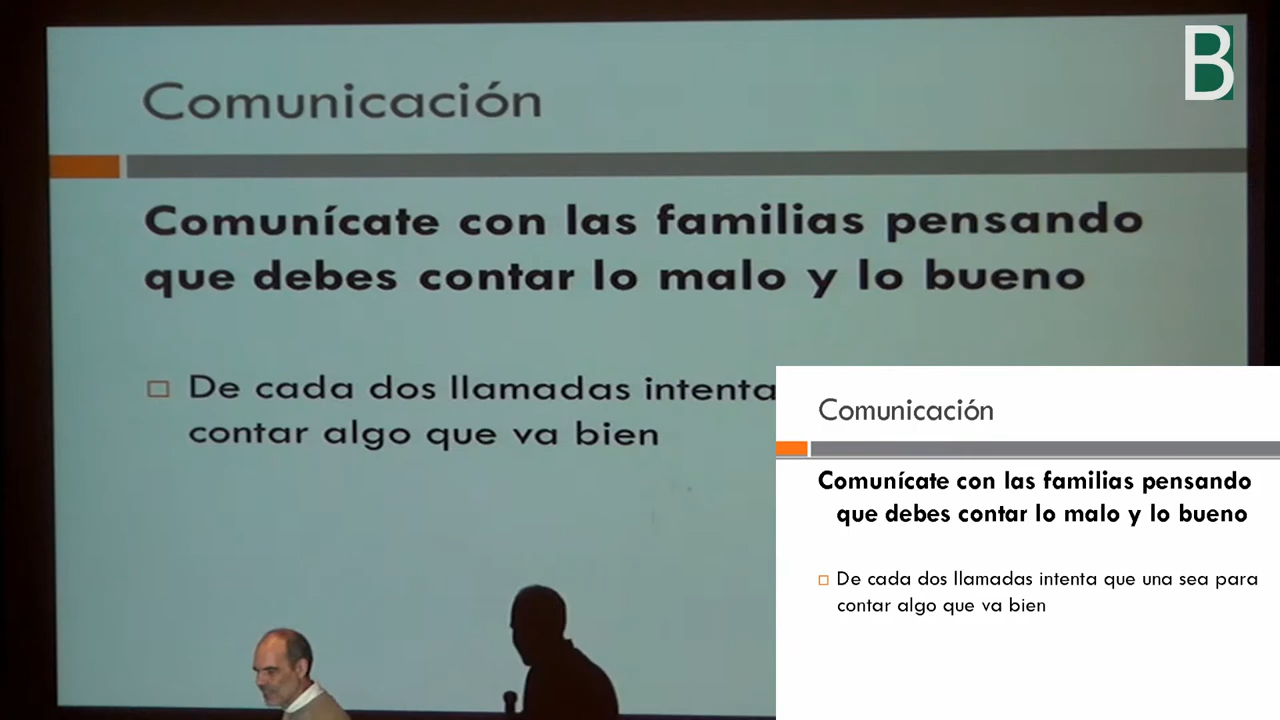 B
Comunicación
Comunícate con las familias pensando
que debes contar lo malo y lo bueno
De cada dos llamadas intenta
contar algo que va bien
Comunicación
Comunícate con las familias pensando
que debes contar lo malo y lo bueno
De cada dos llamadas intenta que una sea para
contar algo que va bien